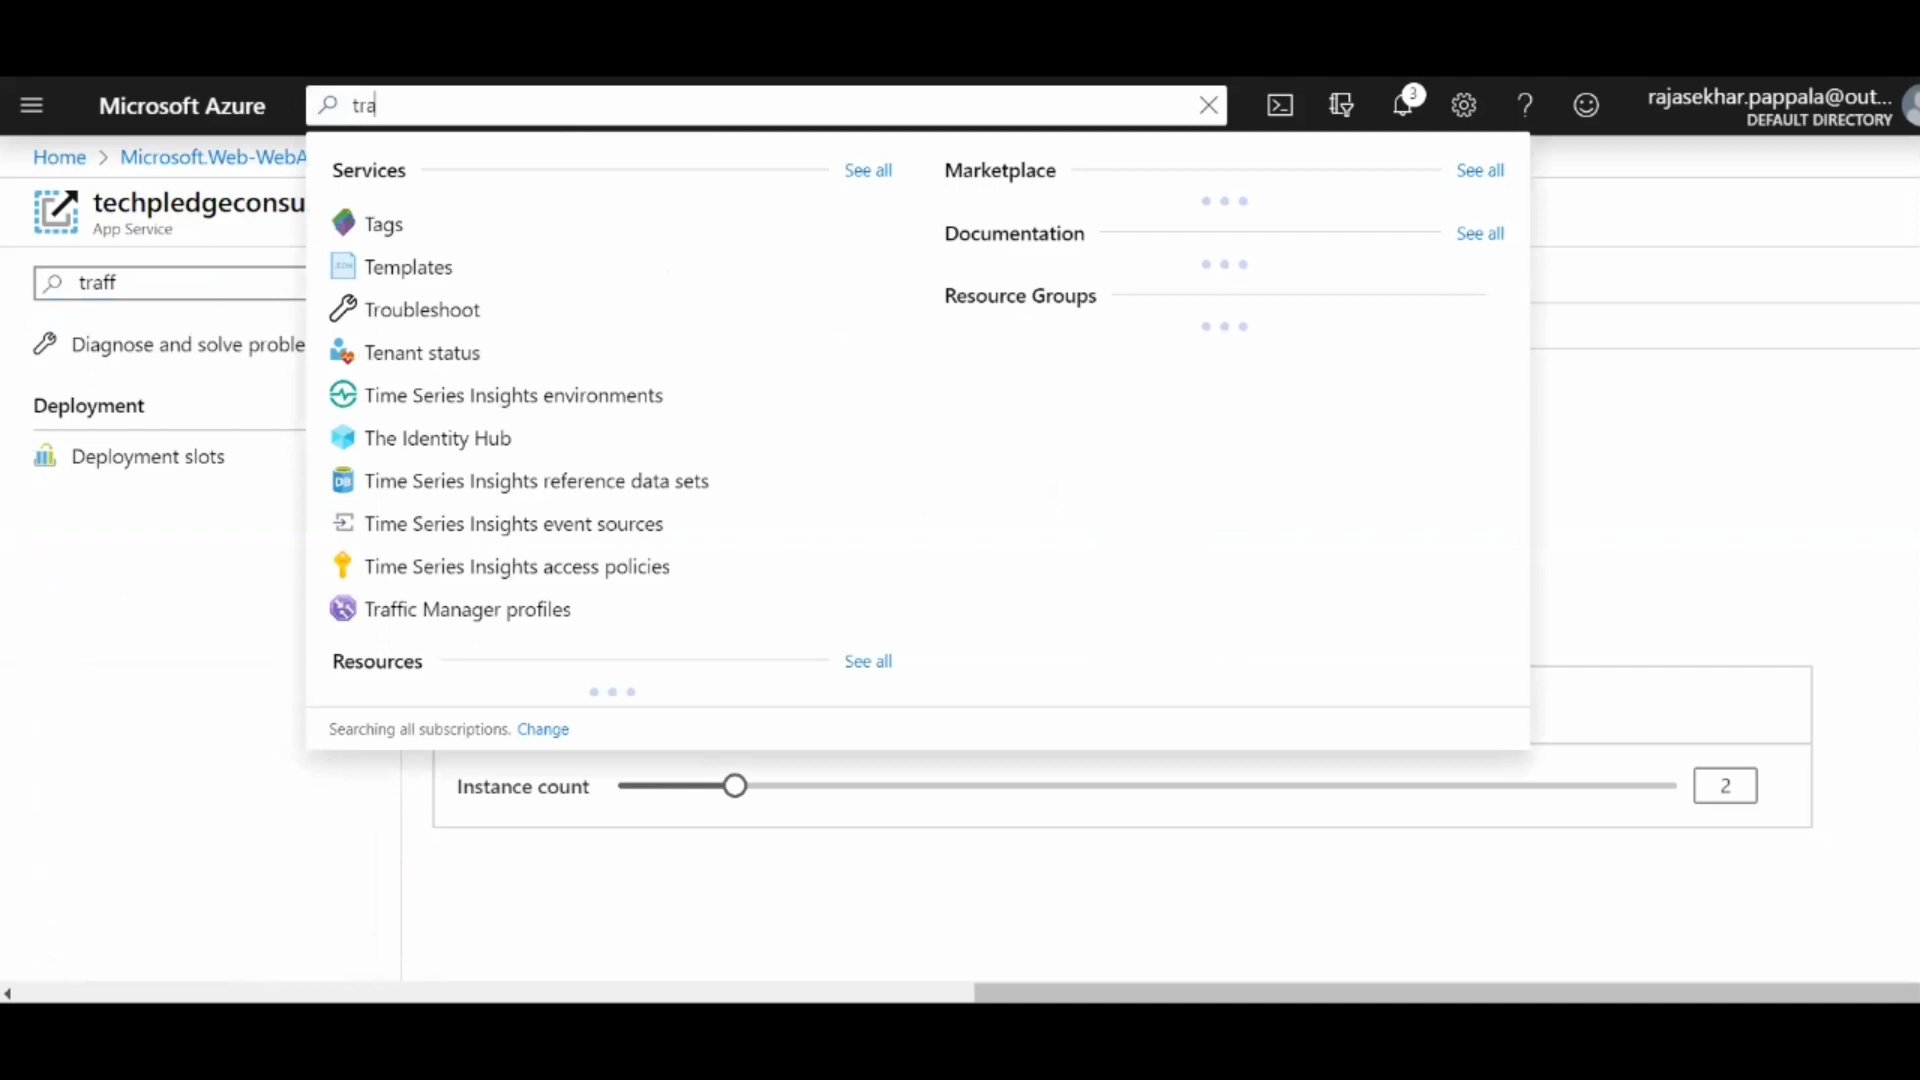 Microsoft Azure
tra
3
rajasekhar.pappala@out...
DEFAULT DIRECTORY
Home > Microsoft.Web-WebA
techpledgeconsu
App Service
traff
Diagnose and solve proble
Deployment
Deployment slots
Services
See all
Tags
Templates
Troubleshoot
Tenant status
Time Series Insights environments
The Identity Hub
Time Series Insights reference data sets
Time Series Insights event sources
Time Series Insights access policies
Traffic Manager profiles
Resources
See all
Searching all subscriptions. Change
Marketplace
See all
Documentation
See all
Resource Groups
Instance count
2